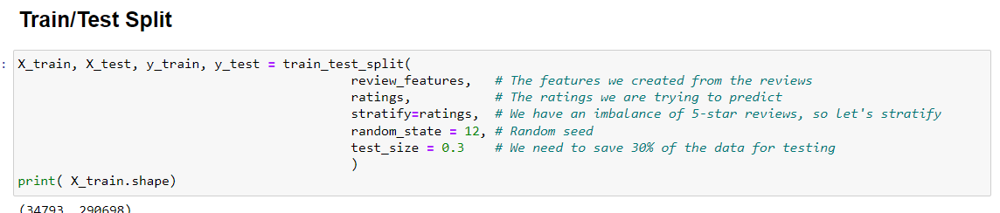 Train/Test Split
: X_train, X_test, y_train, y_test = train_test_split(
review_features,   # The features we created from the reviews
ratings,           # The ratings we are trying to predict
stratify=ratings,  # We have an imbalance of 5-star reviews, so let's stratify
random_state = 12, # Random seed
test_size = 0.3    # We need to save 30% of the data for testing
)
print( X_train.shape)
(34793, 290698)